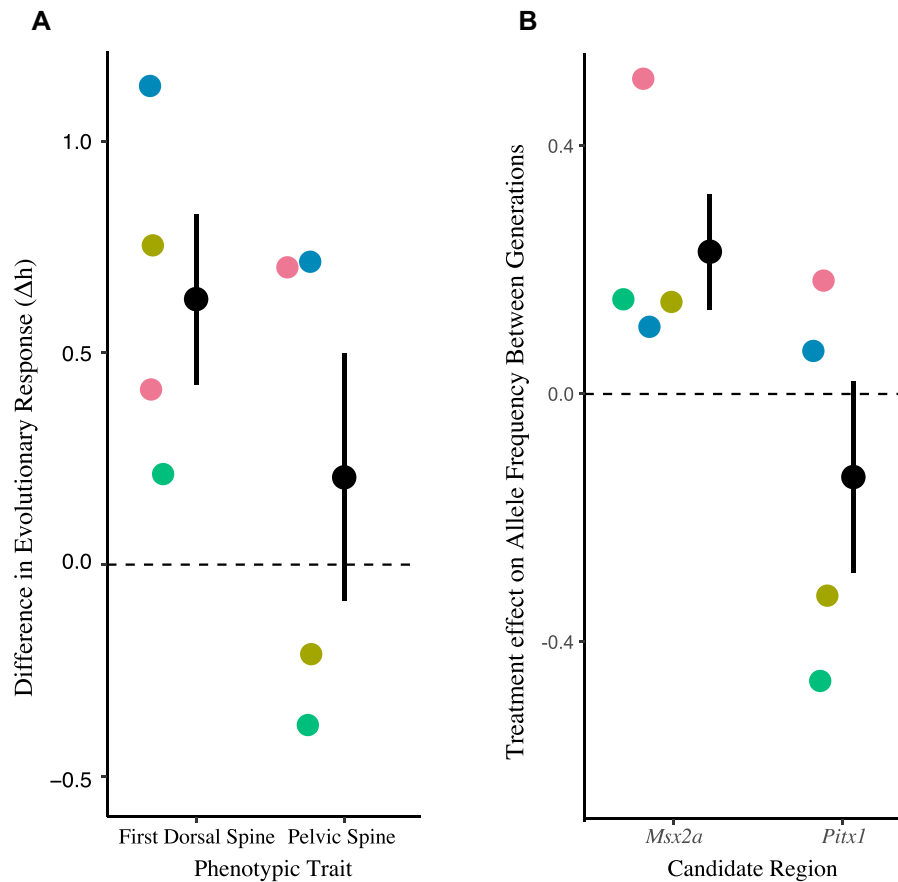 A
Difference in Evolutionary Response (Δh)
1.0
0.5
0.0
−0.5
First Dorsal Spine
Pelvic Spine
Phenotypic Trait
B
Treatment effect on Allele Frequency Between Generations
0.4
0.0
-0.4
Msx2a
Pitx1
Candidate Region